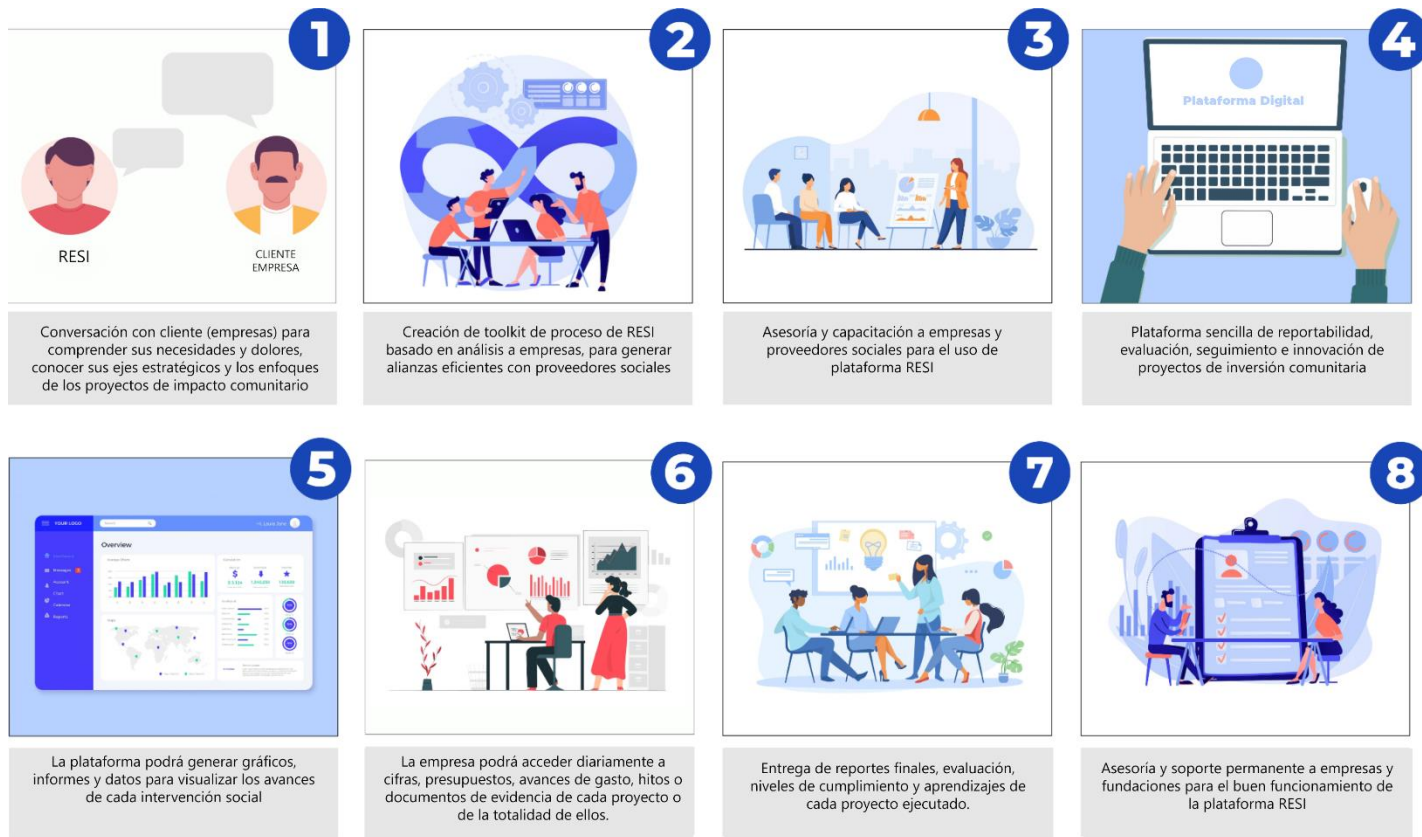 1
2
3
4
RESI
CLIENTE
EMPRESA
Plataforma Digital
Conversación con cliente (empresas) para
comprender sus necesidades y dolores,
conocer sus ejes estratégicos y los enfoques
de los proyectos de impacto comunitario
Creación de toolkit de proceso de RESI
basado en análisis a empresas, para generar
alianzas eficientes con proveedores sociales
Asesoría y capacitación a empresas y
proveedores sociales para el uso de
plataforma RESI
Plataforma sencilla de reportabilidad,
evaluación, seguimiento e innovación de
proyectos de inversión comunitaria
5
6
7
8
YOUR LOGO
Overview
La plataforma podrá generar gráficos,
informes y datos para visualizar los avances
de cada intervención social
La empresa podrá acceder diariamente a
cifras, presupuestos, avances de gasto, hitos o
documentos de evidencia de cada proyecto o
de la totalidad de ellos.
Entrega de reportes finales, evaluación,
niveles de cumplimiento y aprendizajes de
cada proyecto ejecutado.
Asesoría y soporte permanente a empresas y
fundaciones para el buen funcionamiento de
la plataforma RESI